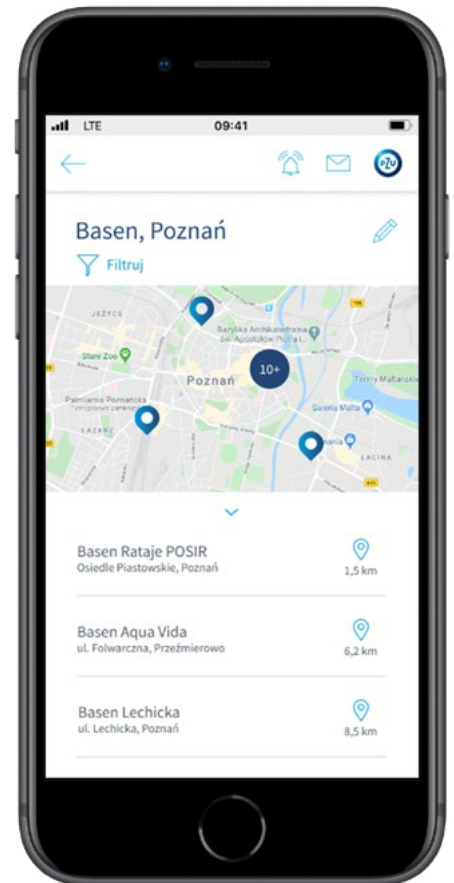 LTE 09:41
PZU
Basen, Poznań
Filtruj
JEŻYCE
Bazylika Archikatedralna
św. Apostołów Piotra i...
Stare Zoo
10+
Poznań
Termy Maltańskie
Palmiarnia Poznańska
Tymczasowo zamknięte
Galeria Malta
ŁAZARZ
ŁACINA
Basen Rataje POSIR
Osiedle Piastowskie, Poznań
1,5 km
Basen Aqua Vida
ul. Folwarczna, Przeźmierowo
6,2 km
Basen Lechicka
ul. Lechicka, Poznań
8,5 km